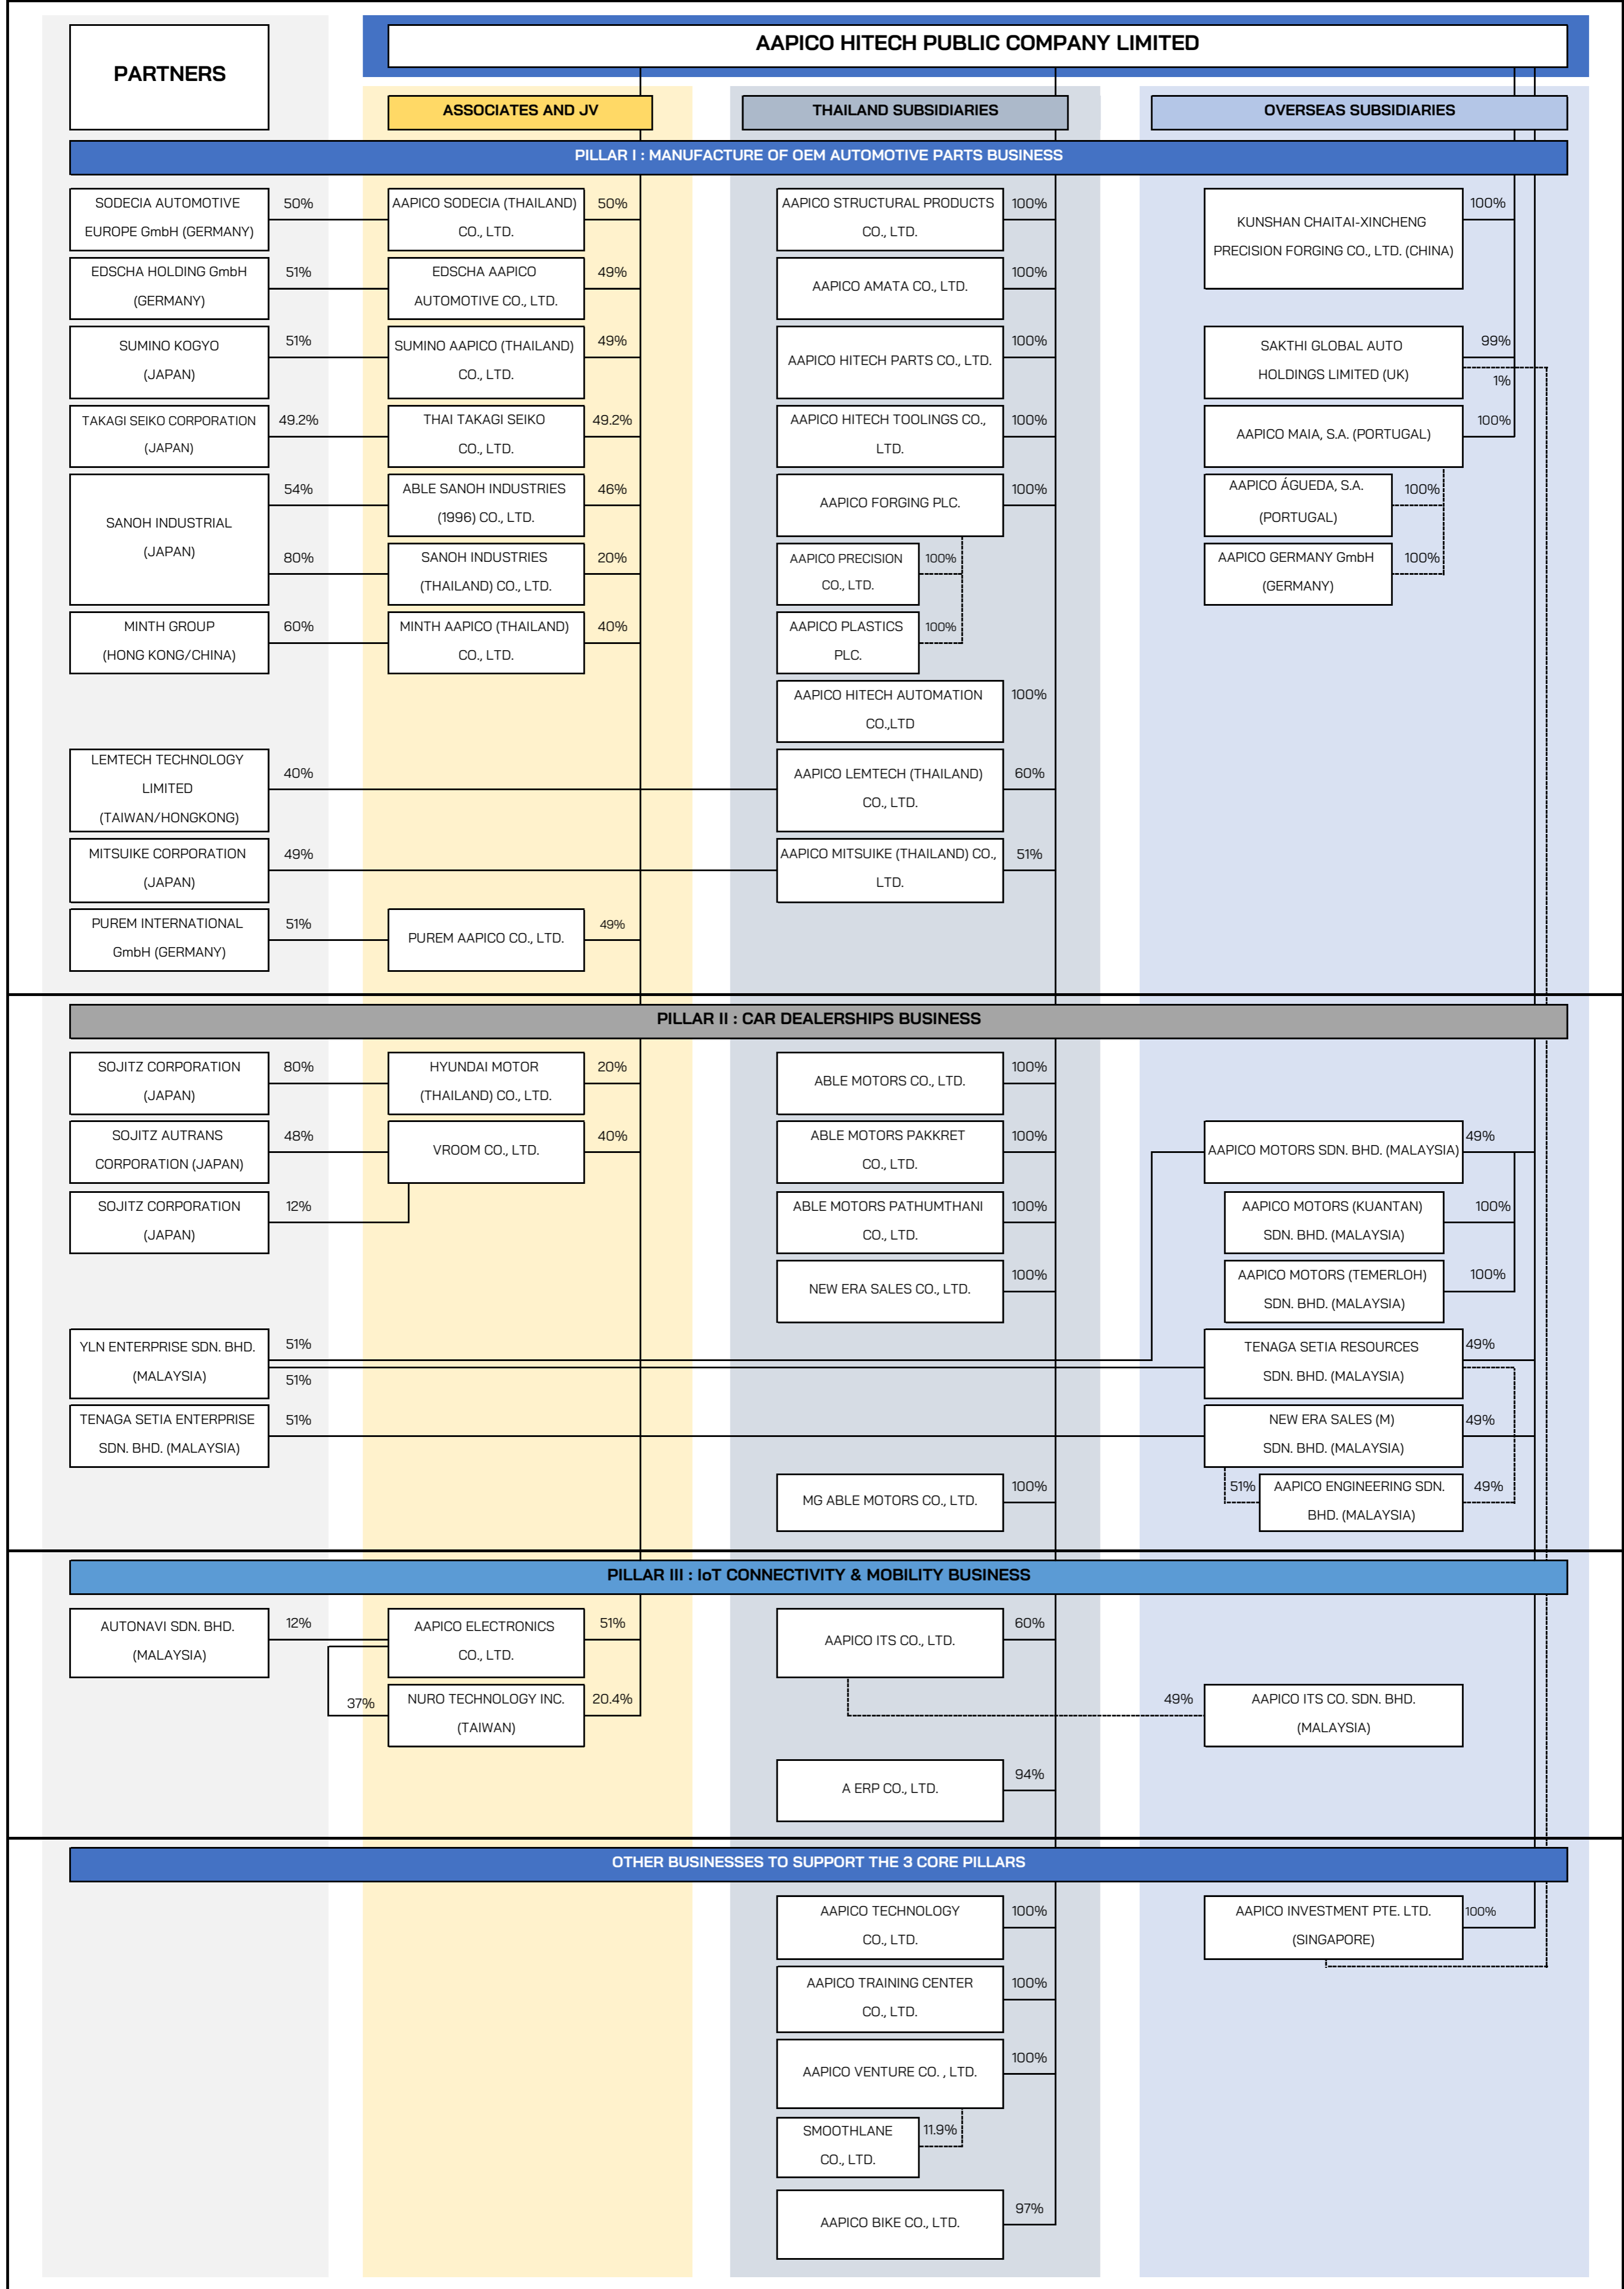 PARTNERS
AAPICO HITECH PUBLIC COMPANY LIMITED
ASSOCIATES AND JV
THAILAND SUBSIDIARIES
OVERSEAS SUBSIDIARIES
PILLAR I : MANUFACTURE OF OEM AUTOMOTIVE PARTS BUSINESS
SODECIA AUTOMOTIVE
EUROPE GmbH (GERMANY)
50%
AAPICO SODECIA (THAILAND)
CO., LTD.
50%
AAPICO STRUCTURAL PRODUCTS
CO., LTD.
100%
KUNSHAN CHAITAI-XINCHENG
PRECISION FORGING CO., LTD. (CHINA)
100%
EDSCHA HOLDING GmbH
(GERMANY)
51%
EDSCHA AAPICO
AUTOMOTIVE CO., LTD.
49%
AAPICO AMATA CO., LTD.
100%
SUMINO KOGYO
(JAPAN)
51%
SUMINO AAPICO (THAILAND)
CO., LTD.
49%
AAPICO HITECH PARTS CO., LTD.
100%
SAKTHI GLOBAL AUTO
HOLDINGS LIMITED (UK)
99%
1%
TAKAGI SEIKO CORPORATION
(JAPAN)
49.2%
THAI TAKAGI SEIKO
CO., LTD.
49.2%
AAPICO HITECH TOOLINGS CO.,
LTD.
100%
AAPICO MAIA, S.A. (PORTUGAL)
100%
SANOH INDUSTRIAL
(JAPAN)
54%
ABLE SANOH INDUSTRIES
(1996) CO., LTD.
46%
AAPICO FORGING PLC.
100%
AAPICO ÁGUEDA, S.A.
(PORTUGAL)
100%
80%
SANOH INDUSTRIES
(THAILAND) CO., LTD.
20%
AAPICO PRECISION
CO., LTD.
100%
AAPICO GERMANY GmbH
(GERMANY)
100%
MINTH GROUP
(HONG KONG/CHINA)
60%
MINTH AAPICO (THAILAND)
CO., LTD.
40%
AAPICO PLASTICS
PLC.
100%
AAPICO HITECH AUTOMATION
CO.,LTD
100%
LEMTECH TECHNOLOGY
LIMITED
(TAIWAN/HONGKONG)
40%
AAPICO LEMTECH (THAILAND)
CO., LTD.
60%
MITSUIKE CORPORATION
(JAPAN)
49%
AAPICO MITSUIKE (THAILAND) CO.,
LTD.
51%
PUREM INTERNATIONAL
GmbH (GERMANY)
51%
PUREM AAPICO CO., LTD.
49%
PILLAR II : CAR DEALERSHIPS BUSINESS
SOJITZ CORPORATION
(JAPAN)
80%
HYUNDAI MOTOR
(THAILAND) CO., LTD.
20%
ABLE MOTORS CO., LTD.
100%
SOJITZ AUTRANS
CORPORATION (JAPAN)
48%
VROOM CO., LTD.
40%
ABLE MOTORS PAKKRET
CO., LTD.
100%
AAPICO MOTORS SDN. BHD. (MALAYSIA)
49%
SOJITZ CORPORATION
(JAPAN)
12%
ABLE MOTORS PATHUMTHANI
CO., LTD.
100%
AAPICO MOTORS (KUANTAN)
SDN. BHD. (MALAYSIA)
100%
NEW ERA SALES CO., LTD.
100%
AAPICO MOTORS (TEMERLOH)
SDN. BHD. (MALAYSIA)
100%
YLN ENTERPRISE SDN. BHD.
(MALAYSIA)
51%
51%
TENAGA SETIA RESOURCES
SDN. BHD. (MALAYSIA)
49%
TENAGA SETIA ENTERPRISE
SDN. BHD. (MALAYSIA)
51%
NEW ERA SALES (M)
SDN. BHD. (MALAYSIA)
49%
MG ABLE MOTORS CO., LTD.
100%
51%
AAPICO ENGINEERING SDN.
BHD. (MALAYSIA)
49%
PILLAR III : IoT CONNECTIVITY & MOBILITY BUSINESS
AUTONAVI SDN. BHD.
(MALAYSIA)
12%
AAPICO ELECTRONICS
CO., LTD.
51%
AAPICO ITS CO., LTD.
60%
37%
NURO TECHNOLOGY INC.
(TAIWAN)
20.4%
49%
AAPICO ITS CO. SDN. BHD.
(MALAYSIA)
A ERP CO., LTD.
94%
OTHER BUSINESSES TO SUPPORT THE 3 CORE PILLARS
AAPICO TECHNOLOGY
CO., LTD.
100%
AAPICO INVESTMENT PTE. LTD.
(SINGAPORE)
100%
AAPICO TRAINING CENTER
CO., LTD.
100%
AAPICO VENTURE CO. , LTD.
100%
SMOOTHLANE
CO., LTD.
11.9%
AAPICO BIKE CO., LTD.
97%